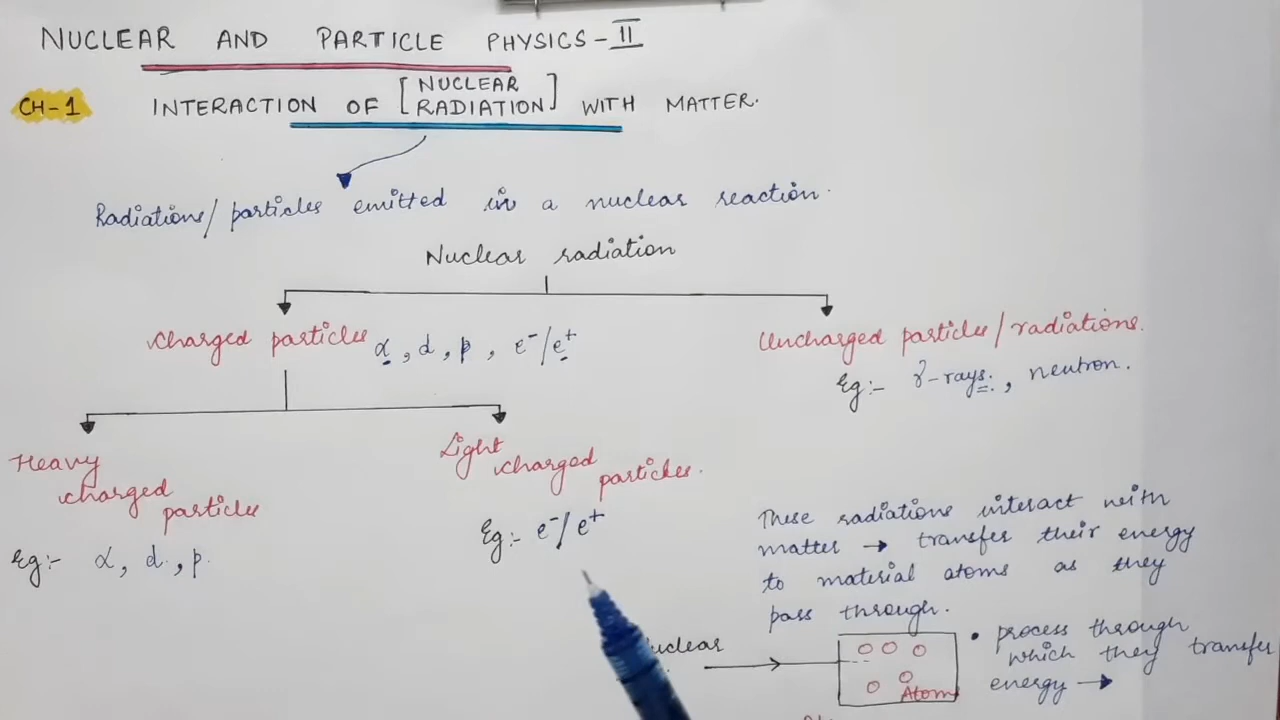 NUCLEAR AND PARTICLE PHYSICS-II
CH-1 INTERACTION OF [NUCLEAR RADIATION] WITH MATTER.
Radiations/particles emitted in a nuclear reaction.
Nuclear radiation
Charged particles α, d, p, e⁻/e⁺
Uncharged particles/radiations.
Eg:- γ-rays., neutron.
Heavy
charged
particles
Eg:- α, d., p.
Light
charged
particles.
Eg:- e⁻/e⁺
These radiations interact with
matter → transfer their energy
to material atoms as they
pass through.
Atoms
• process through
which they transfer
energy →